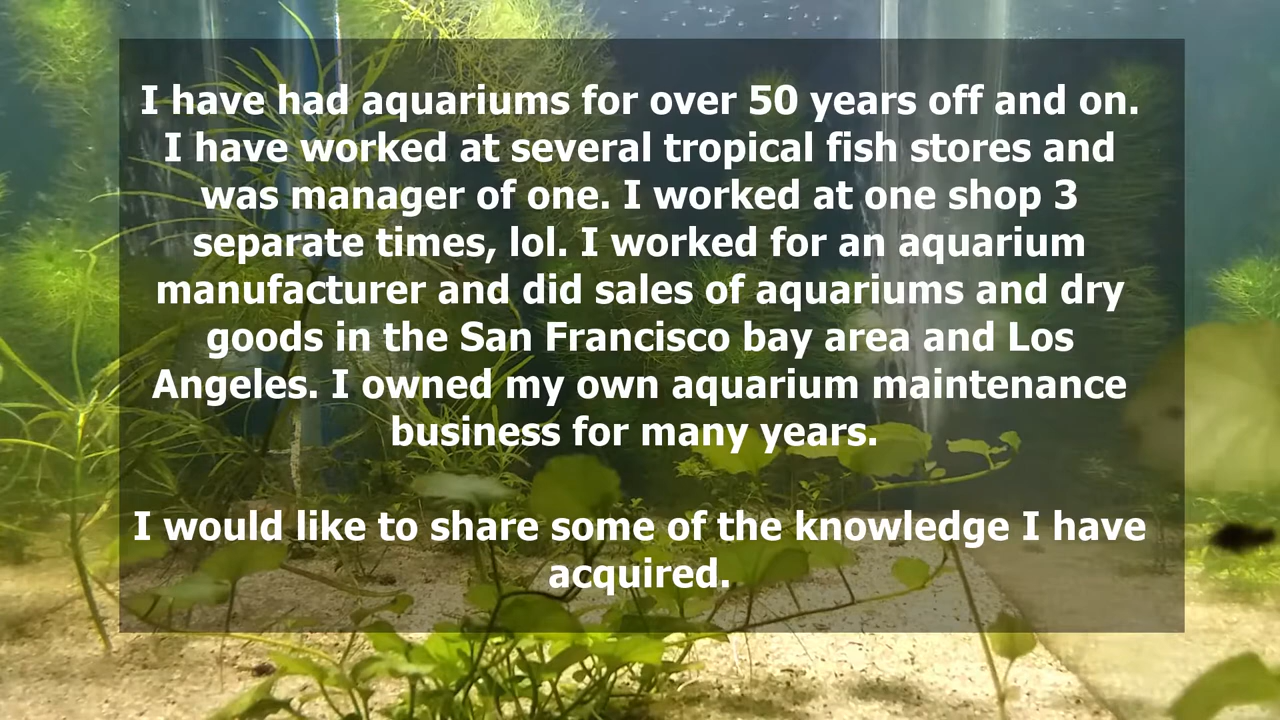 I have had aquariums for over 50 years off and on.
I have worked at several tropical fish stores and
was manager of one. I worked at one shop 3
separate times, lol. I worked for an aquarium
manufacturer and did sales of aquariums and dry
goods in the San Francisco bay area and Los
Angeles. I owned my own aquarium maintenance
business for many years.
I would like to share some of the knowledge I have
acquired.